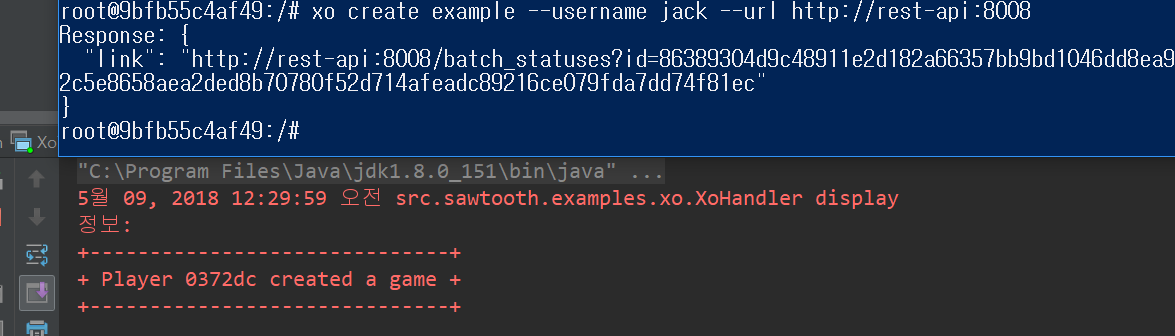 root@9bfb55c4af49:/# xo create example --username jack --url http://rest-api:8008
Response: {
  "link": "http://rest-api:8008/batch_statuses?id=86389304d9c48911e2d182a66357bb9bd1046dd8ea9
2c5e8658aea2ded8b70780f52d714afeadc89216ce079fda7dd74f81ec"
}
root@9bfb55c4af49:/#
Xo
"C:\Program Files\Java\jdk1.8.0_151\bin\java" ...
5월 09, 2018 12:29:59 오전 src.sawtooth.examples.xo.XoHandler display
정보:
+------------------------------+
+ Player 0372dc created a game +
+------------------------------+